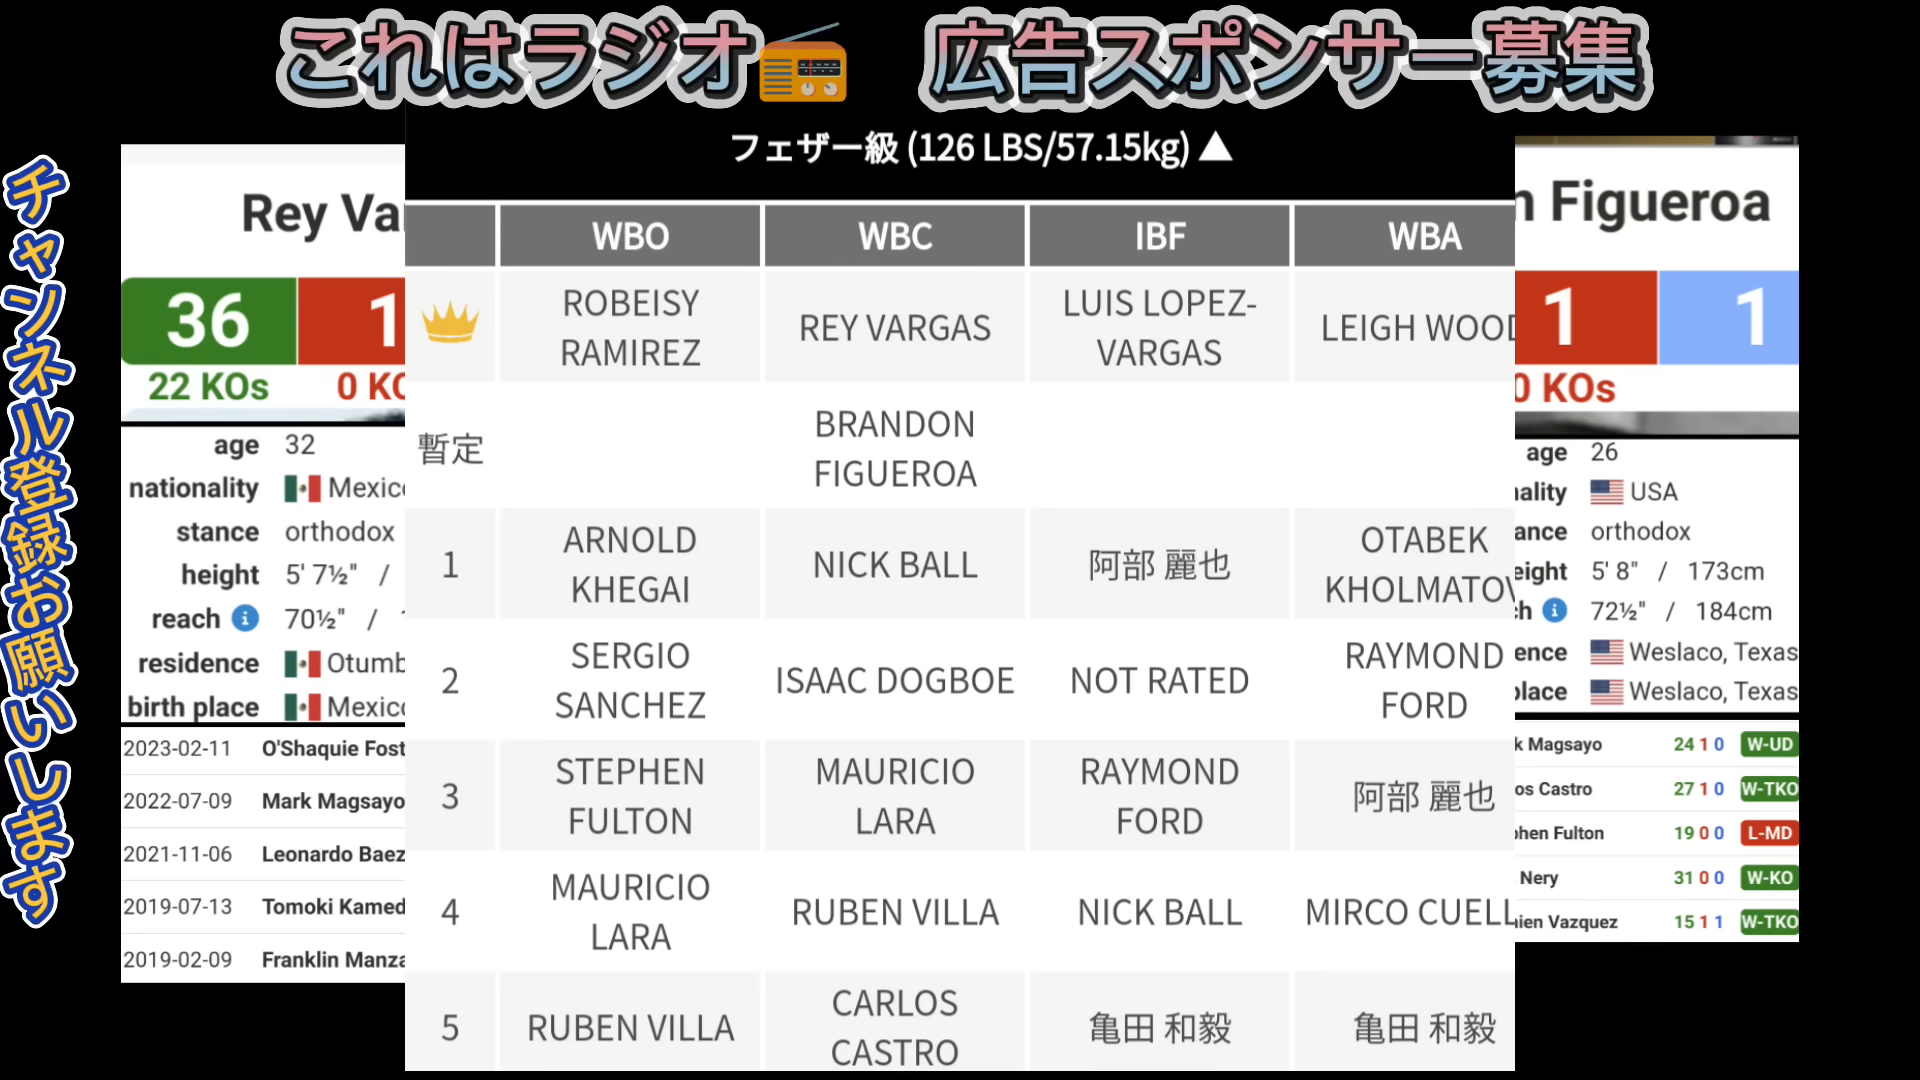 これはラジオ📻 広告スポンサー募集
チャンネル登録お願いします
フェザー級 (126 LBS/57.15kg) ▲
Rey Va
36
1
22 KOs
0 KO
age 32
nationality Mexico
stance orthodox
height 5' 7½" /
reach 70½" /
residence Otumb
birth place Mexico
2023-02-11 O'Shaquie Fost
2022-07-09 Mark Magsayo
2021-11-06 Leonardo Baez
2019-07-13 Tomoki Kamed
2019-02-09 Franklin Manza
WBO WBC IBF WBA
ROBEISY RAMIREZ
REY VARGAS
LUIS LOPEZ-VARGAS
LEIGH WOOD
暫定
BRANDON FIGUEROA
1
ARNOLD KHEGAI
NICK BALL
阿部 麗也
OTABEK KHOLMATOV
2
SERGIO SANCHEZ
ISAAC DOGBOE
NOT RATED
RAYMOND FORD
3
STEPHEN FULTON
MAURICIO LARA
RAYMOND FORD
阿部 麗也
4
MAURICIO LARA
RUBEN VILLA
NICK BALL
MIRCO CUELL
5
RUBEN VILLA
CARLOS CASTRO
亀田 和毅
亀田 和毅
n Figueroa
1
1
0 KOs
age 26
nality USA
ance orthodox
eight 5' 8" / 173cm
ch 72½" / 184cm
ence Weslaco, Texas
place Weslaco, Texas
k Magsayo 24 1 0 W-UD
os Castro 27 1 0 W-TKO
phen Fulton 19 0 0 L-MD
Nery 31 0 0 W-KO
ien Vazquez 15 1 1 W-TKO